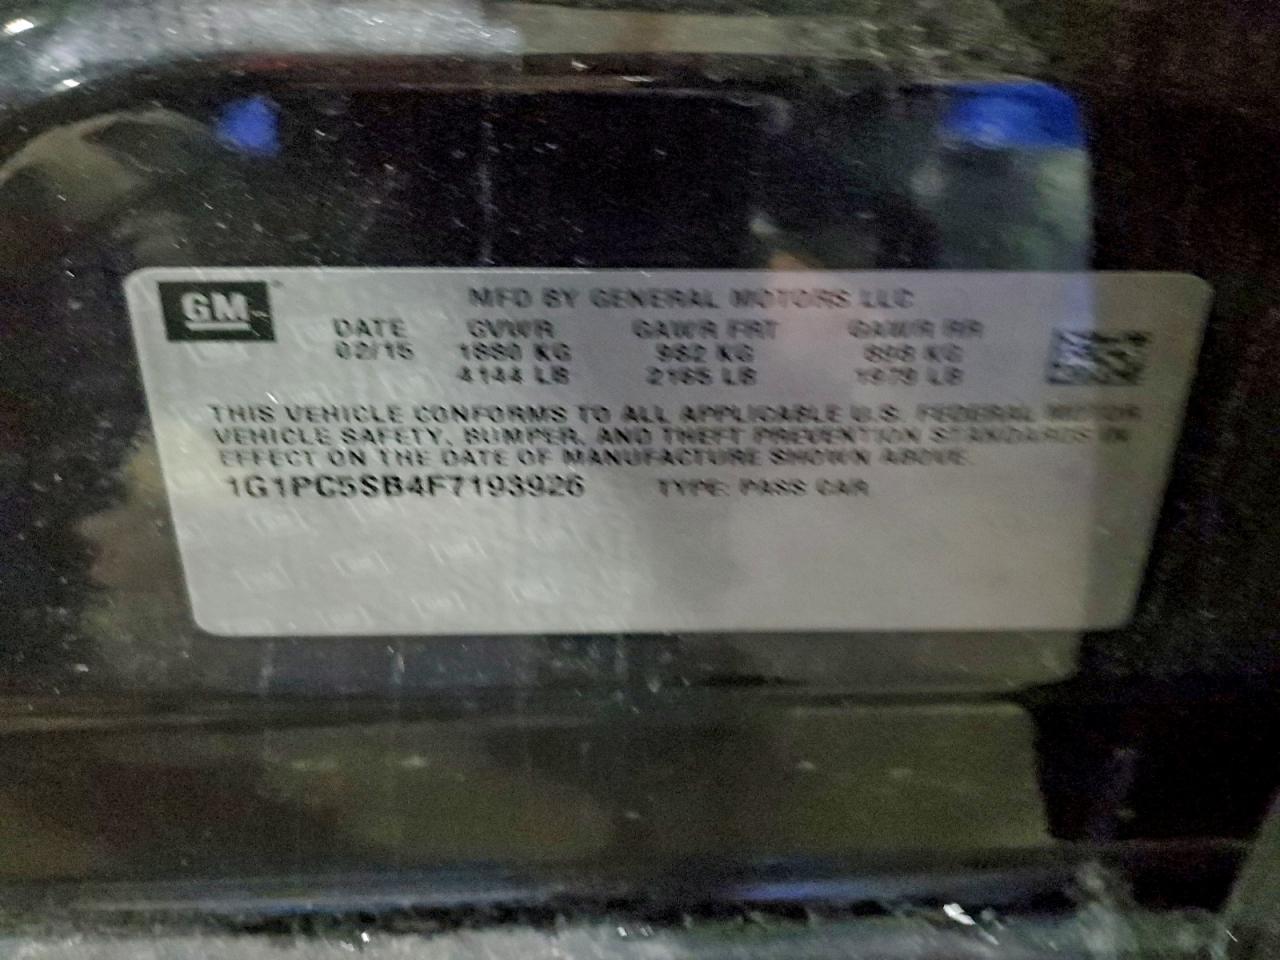 GM
MFD BY GENERAL MOTORS LLC
DATE GVWR GAWR FRT GAWR RR
02/15 1880 KG 982 KG 898 KG
4144 LB 2165 LB 1979 LB
THIS VEHICLE CONFORMS TO ALL APPLICABLE U.S. FEDERAL MOTOR
VEHICLE SAFETY, BUMPER, AND THEFT PREVENTION STANDARDS IN
EFFECT ON THE DATE OF MANUFACTURE SHOWN ABOVE.
1G1PC5SB4F7193926 TYPE: PASS CAR